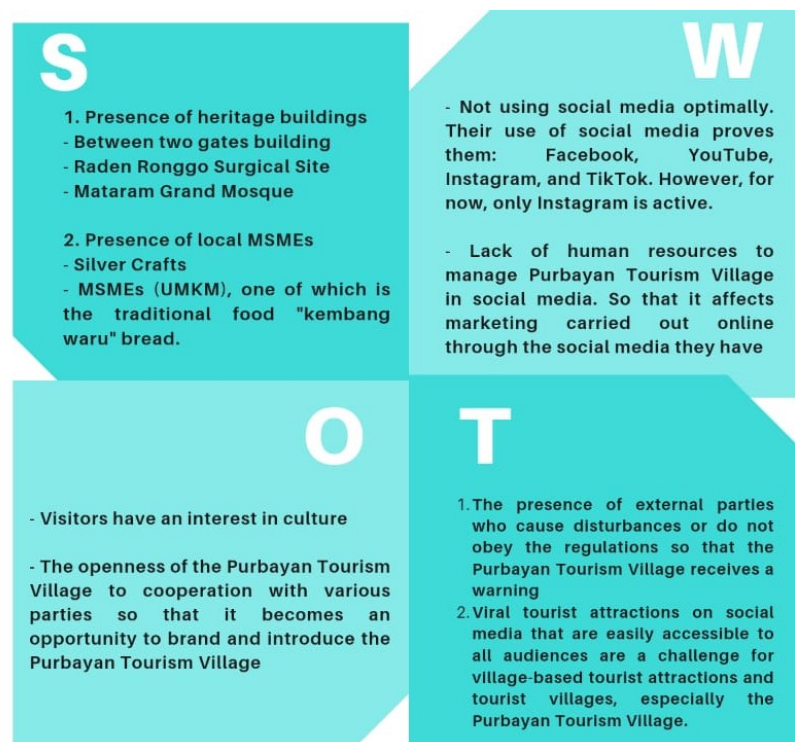 S
1. Presence of heritage buildings
- Between two gates building
- Raden Ronggo Surgical Site
- Mataram Grand Mosque
2. Presence of local MSMEs
- Silver Crafts
- MSMEs (UMKM), one of which is
the traditional food "kembang
waru" bread.
W
- Not using social media optimally.
Their use of social media proves
them: Facebook, YouTube,
Instagram, and TikTok. However, for
now, only Instagram is active.
- Lack of human resources to
manage Purbayan Tourism Village
in social media. So that it affects
marketing carried out online
through the social media they have
O
- Visitors have an interest in culture
- The openness of the Purbayan Tourism
Village to cooperation with various
parties so that it becomes an
opportunity to brand and introduce the
Purbayan Tourism Village
T
1. The presence of external parties
who cause disturbances or do not
obey the regulations so that the
Purbayan Tourism Village receives a
warning
2. Viral tourist attractions on social
media that are easily accessible to
all audiences are a challenge for
village-based tourist attractions and
tourist villages, especially the
Purbayan Tourism Village.